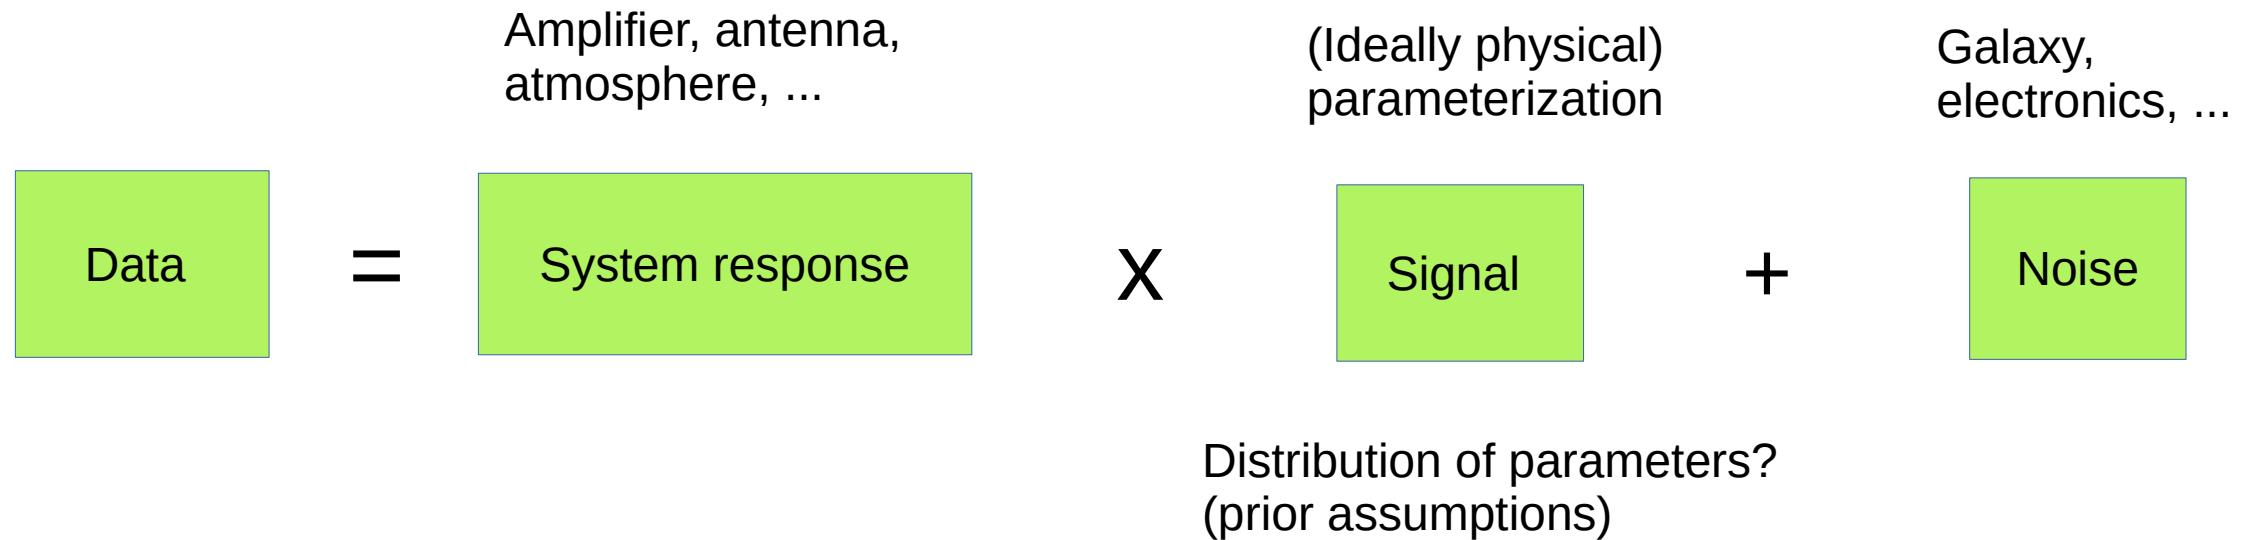 Amplifier, antenna,
atmosphere, ...
(Ideally physical)
parameterization
Galaxy,
electronics, ...
Data
=
System response
x
Signal
+
Noise
Distribution of parameters?
(prior assumptions)